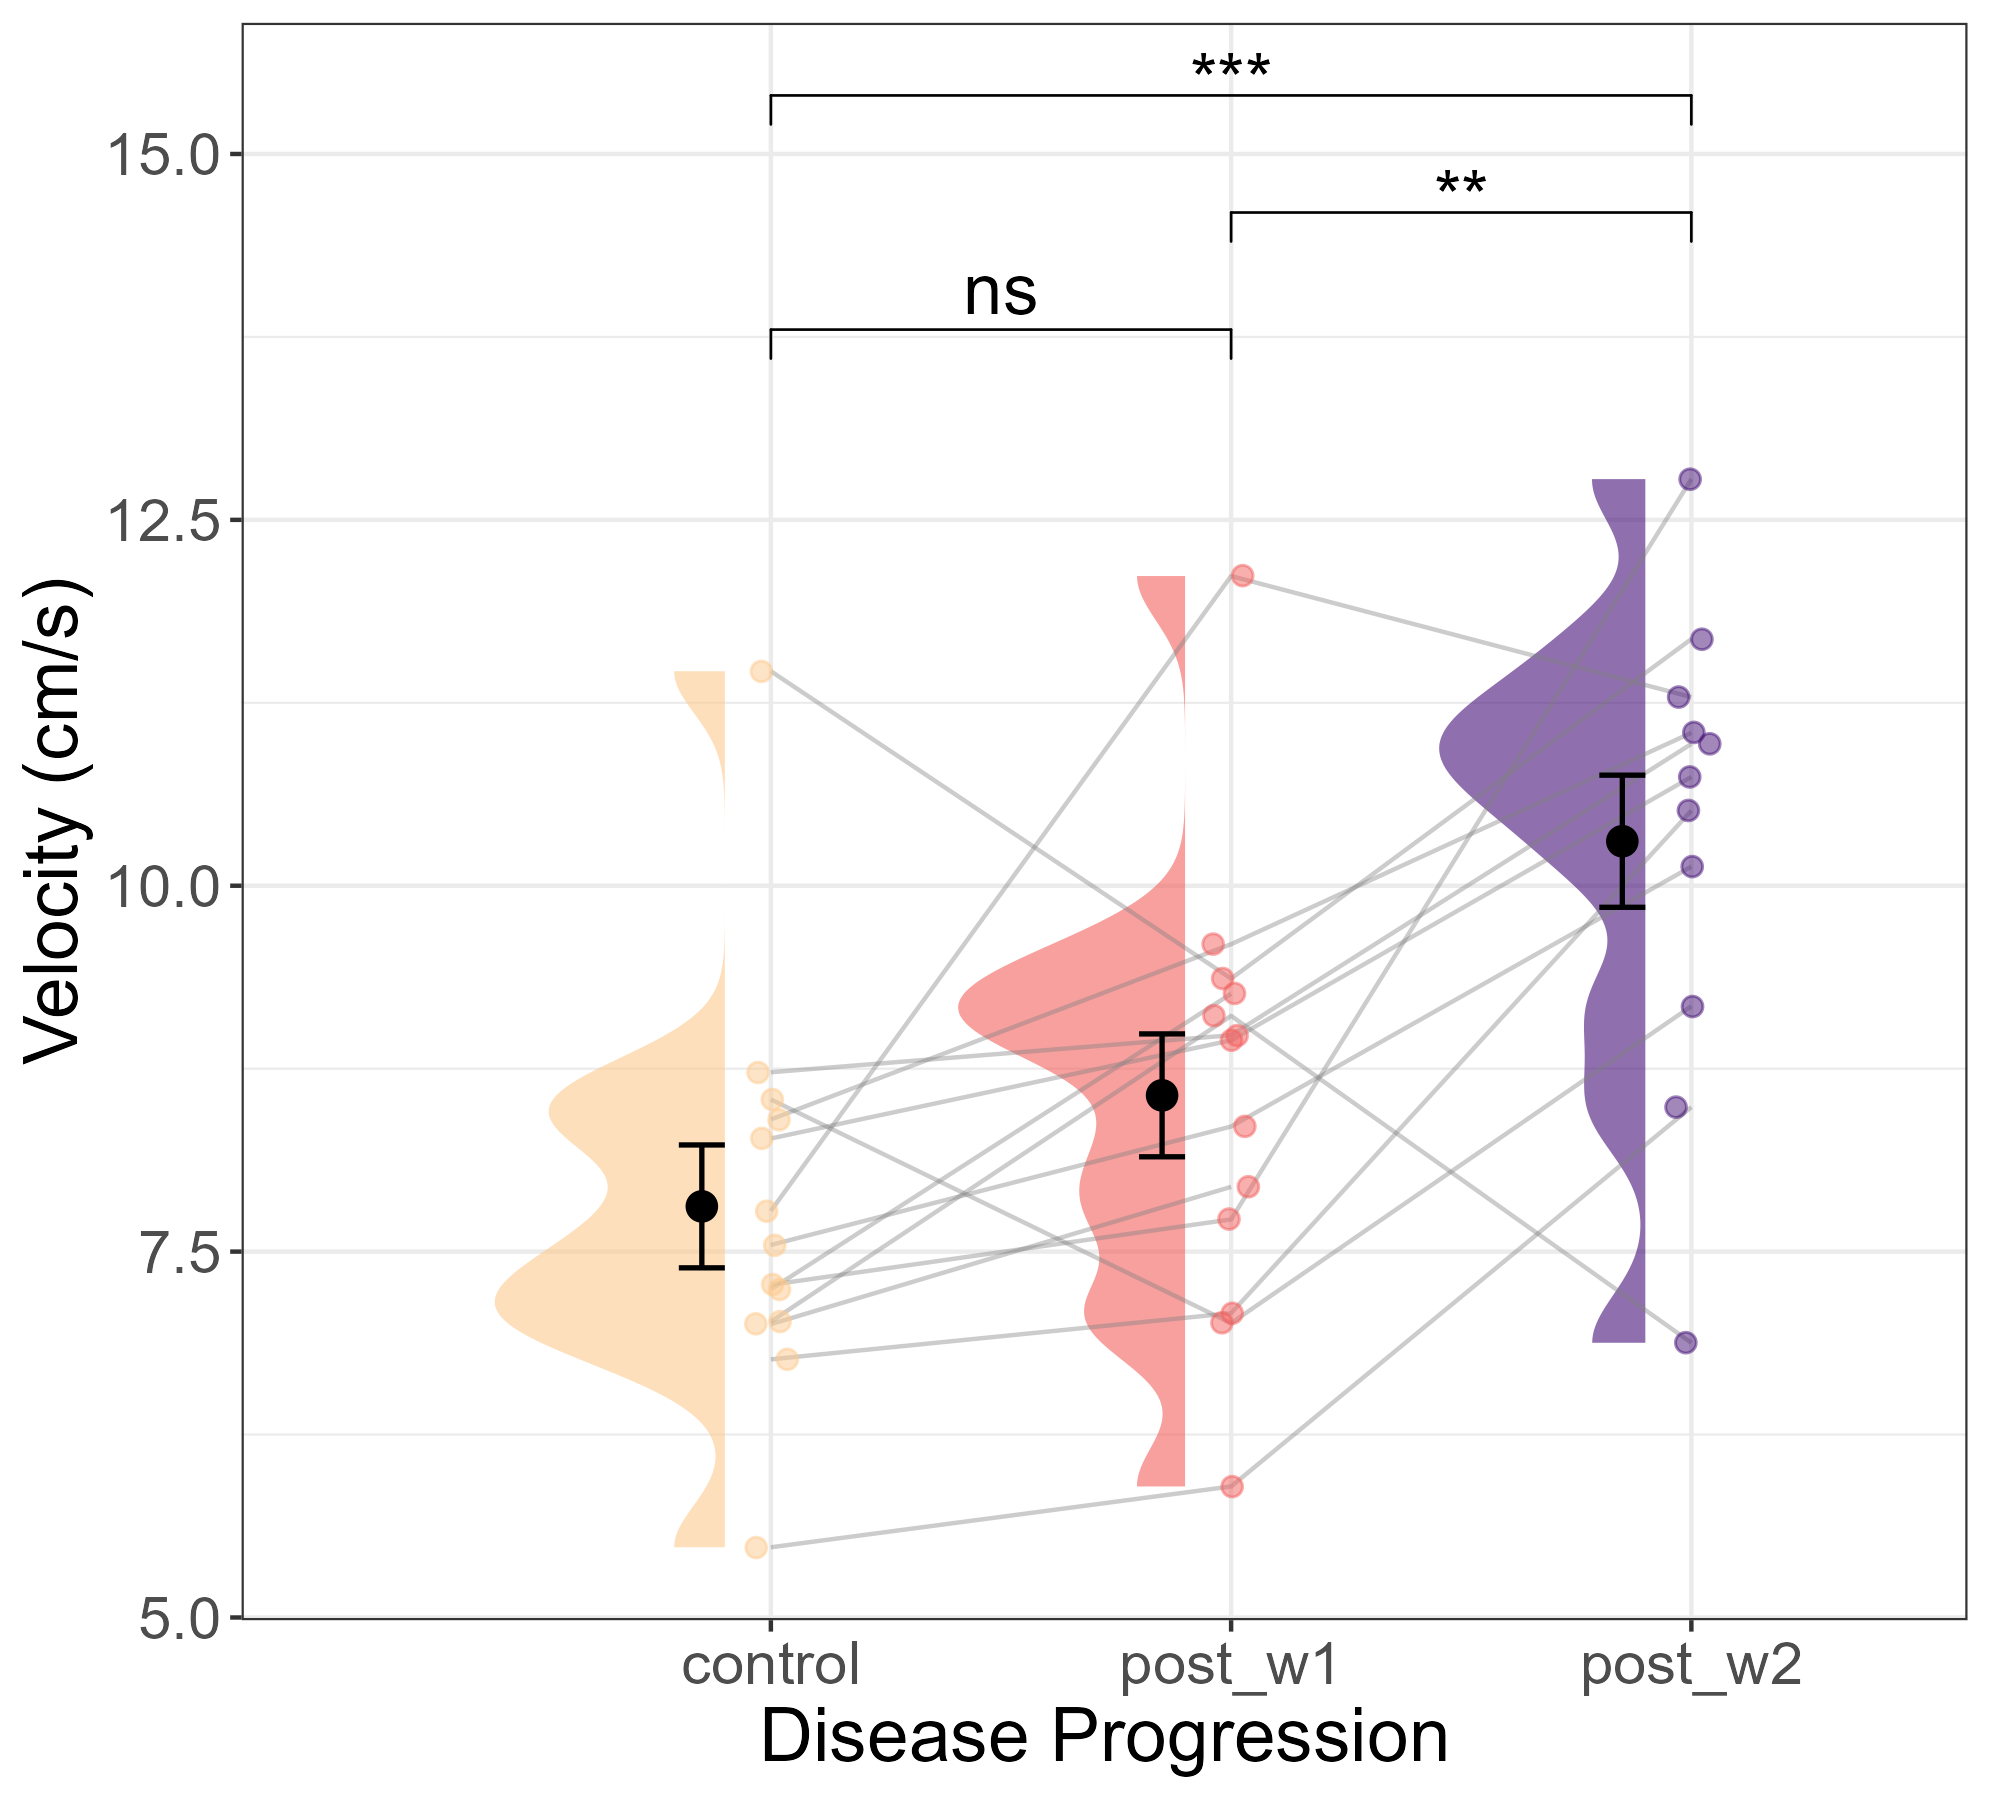 ***
15.0
**
ns
12.5
10.0
7.5
5.0
Velocity (cm/s)
control post_w1 post_w2
Disease Progression